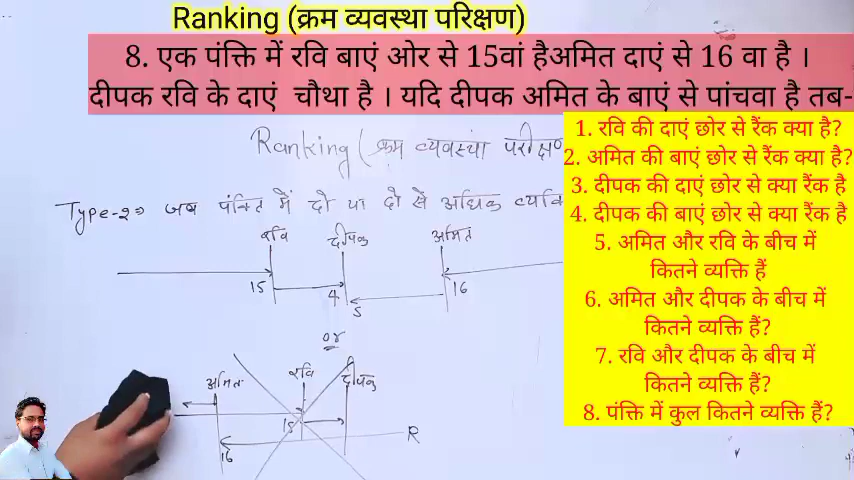 Ranking (क्रम व्यवस्था परिक्षण)
8. एक पंक्ति में रवि बाएं ओर से 15वां हैअमित दाएं से 16 वा है ।
दीपक रवि के दाएं चौथा है । यदि दीपक अमित के बाएं से पांचवा है तब-
1. रवि की दाएं छोर से रैंक क्या है?
2. अमित की बाएं छोर से रैंक क्या है?
3. दीपक की दाएं छोर से क्या रैंक है
4. दीपक की बाएं छोर से क्या रैंक है
5. अमित और रवि के बीच में
कितने व्यक्ति हैं
6. अमित और दीपक के बीच में
कितने व्यक्ति हैं?
7. रवि और दीपक के बीच में
कितने व्यक्ति हैं?
8. पंक्ति में कुल कितने व्यक्ति हैं?
Ranking ( क्रम व्यवस्था परीक्षण
Type-2⇒ जब पंक्ति में दो या दो से अधिक व्यक्ति
रवि दीपक अमित
15 4 5 16
or
अमित रवि दीपक
15
16 R